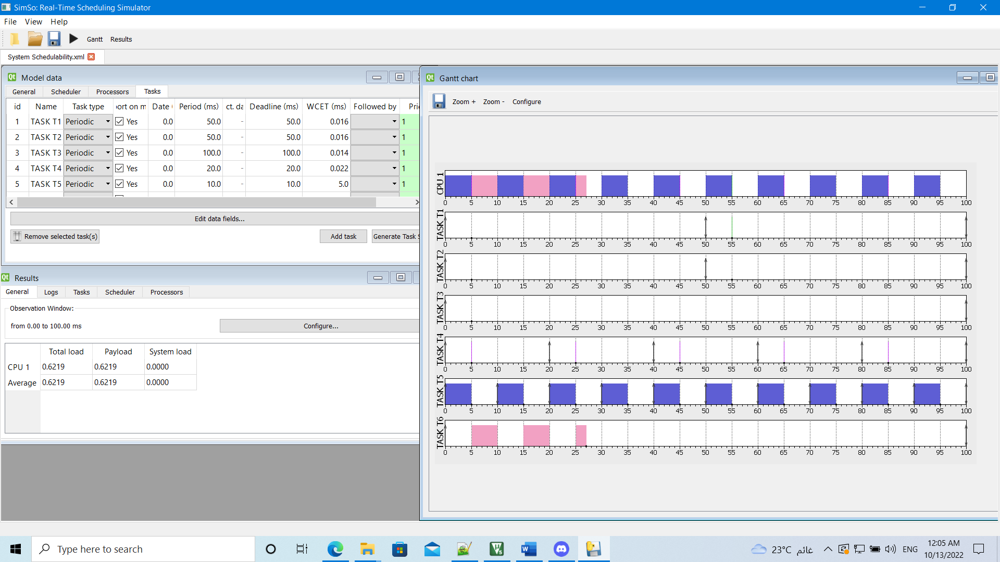 SimSo: Real-Time Scheduling Simulator
File View Help
Gantt Results
System Schedulability.xml
Qt Model data
General Scheduler Processors Tasks
id Name Task type ort on m Date Period (ms) ct. da Deadline (ms) WCET (ms) Followed by Pri
1 TASK T1 Periodic Yes 0.0 50.0 - 50.0 0.016 1
2 TASK T2 Periodic Yes 0.0 50.0 - 50.0 0.016 1
3 TASK T3 Periodic Yes 0.0 100.0 - 100.0 0.014 1
4 TASK T4 Periodic Yes 0.0 20.0 - 20.0 0.022 1
5 TASK T5 Periodic Yes 0.0 10.0 - 10.0 5.0 1
Edit data fields...
Remove selected task(s) Add task Generate Task S
Qt Results
General Logs Tasks Scheduler Processors
Observation Window:
from 0.00 to 100.00 ms Configure...
Total load Payload System load
CPU 1 0.6219 0.6219 0.0000
Average 0.6219 0.6219 0.0000
Qt Gantt chart
Zoom + Zoom - Configure
CPU 1
0 5 10 15 20 25 30 35 40 45 50 55 60 65 70 75 80 85 90 95 100
TASK T1
0 5 10 15 20 25 30 35 40 45 50 55 60 65 70 75 80 85 90 95 100
TASK T2
0 5 10 15 20 25 30 35 40 45 50 55 60 65 70 75 80 85 90 95 100
TASK T3
0 5 10 15 20 25 30 35 40 45 50 55 60 65 70 75 80 85 90 95 100
TASK T4
0 5 10 15 20 25 30 35 40 45 50 55 60 65 70 75 80 85 90 95 100
TASK T5
0 5 10 15 20 25 30 35 40 45 50 55 60 65 70 75 80 85 90 95 100
TASK T6
0 5 10 15 20 25 30 35 40 45 50 55 60 65 70 75 80 85 90 95 100
Type here to search
23°C غائم
ENG
12:05 AM
10/13/2022